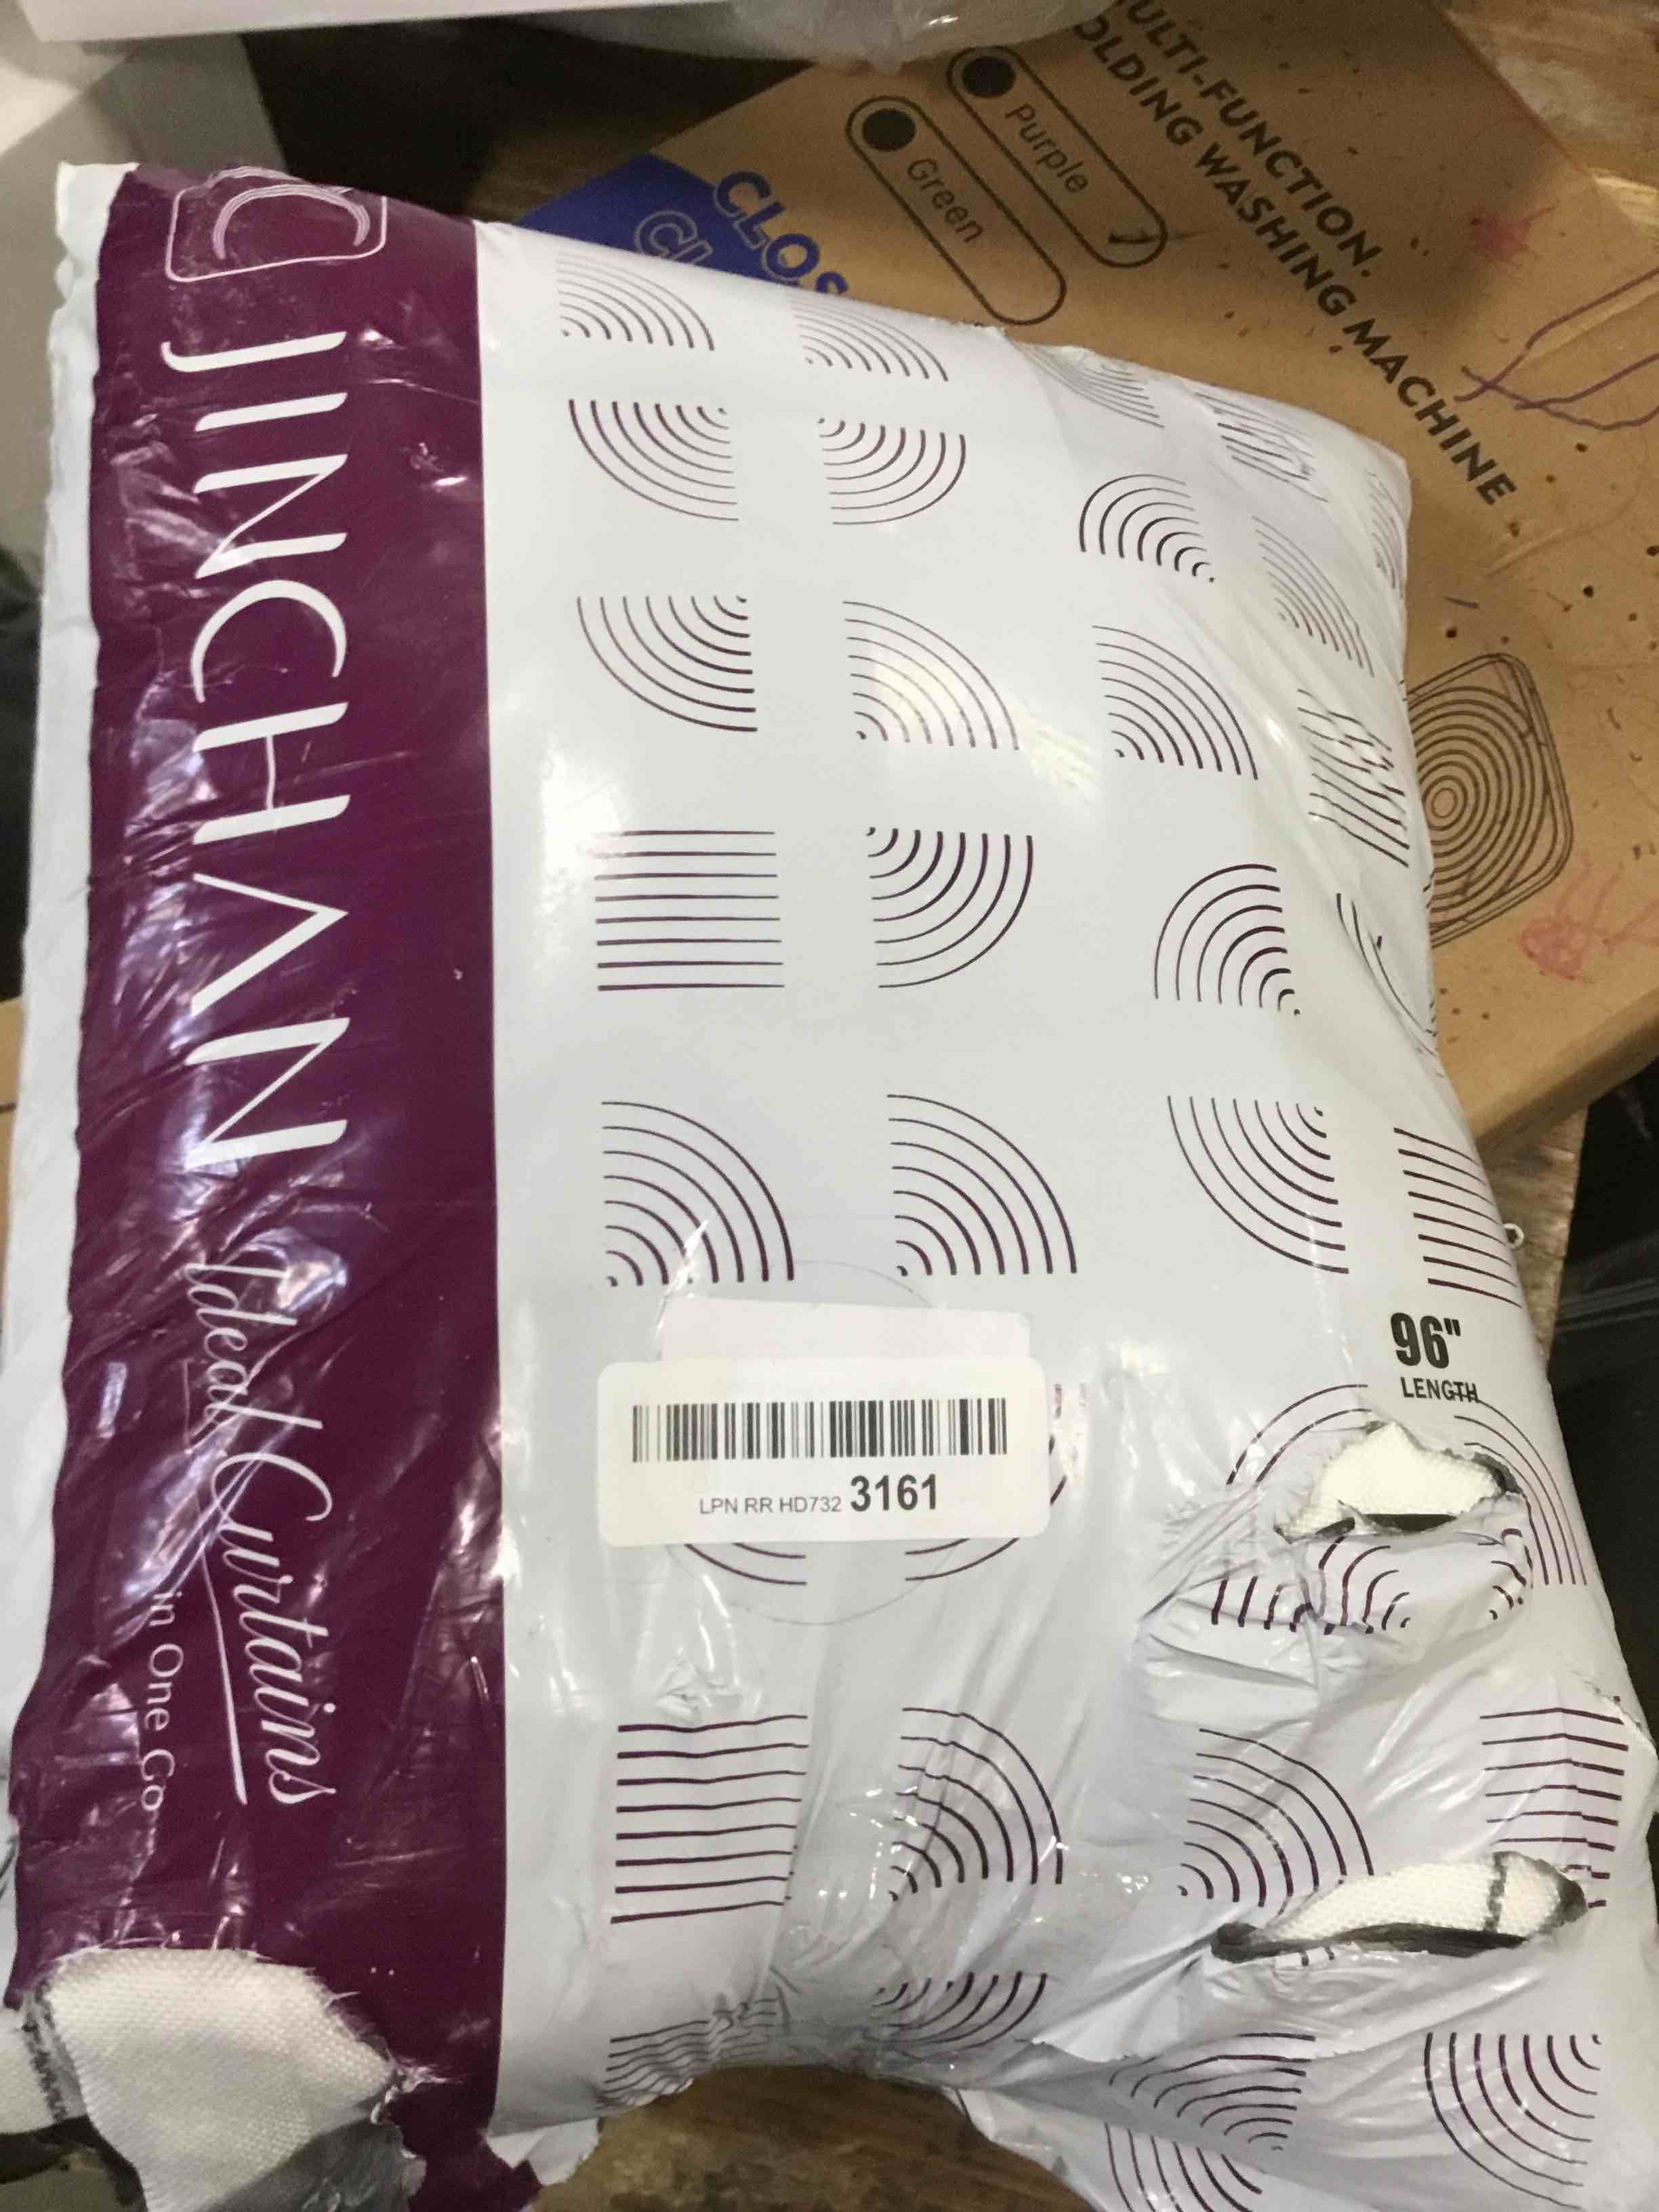 MULTI-FUNCTION.
FOLDING WASHING MACHINE
Purple
Green
CLOS
CL
JINCHAN
Ideal Curtains
in One Go
96"
LENGTH
LPN RR HD732 3161